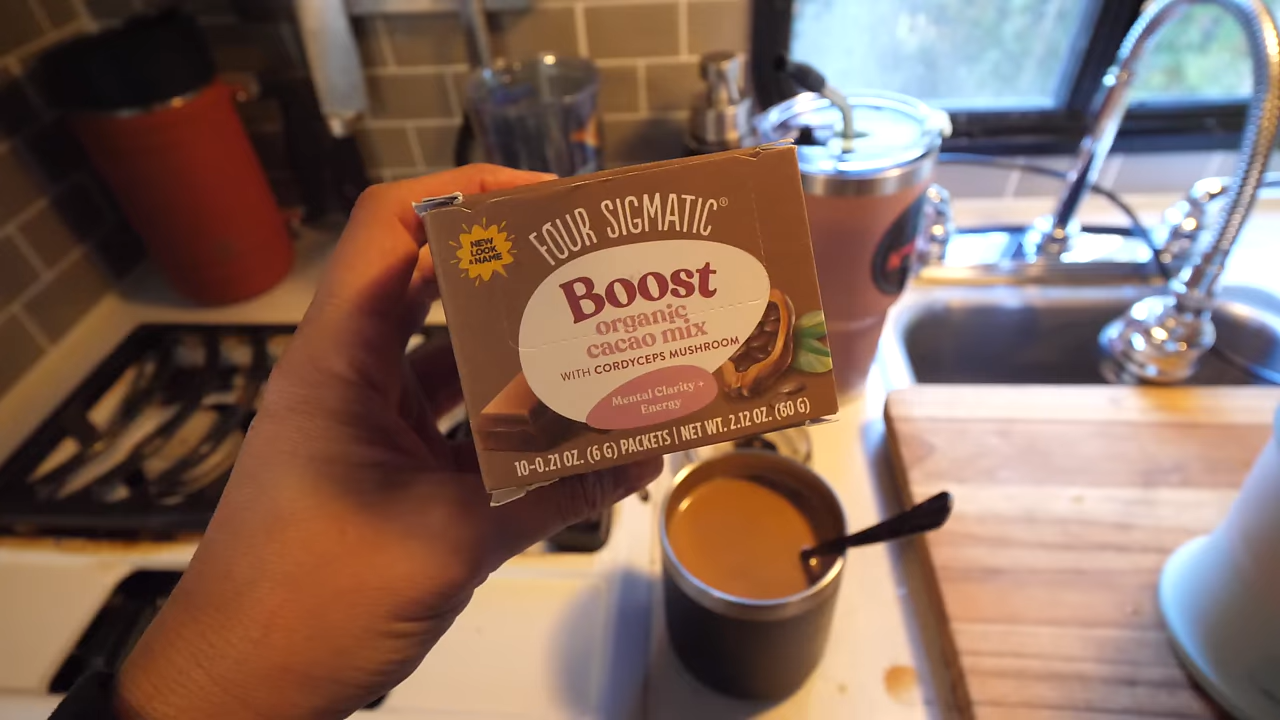 NEW
LOOK
& NAME
FOUR SIGMATIC®
Boost
organic
cacao mix
WITH CORDYCEPS MUSHROOM
Mental Clarity +
Energy
10-0.21 OZ. (6 G) PACKETS | NET WT. 2.12 OZ. (60 G)